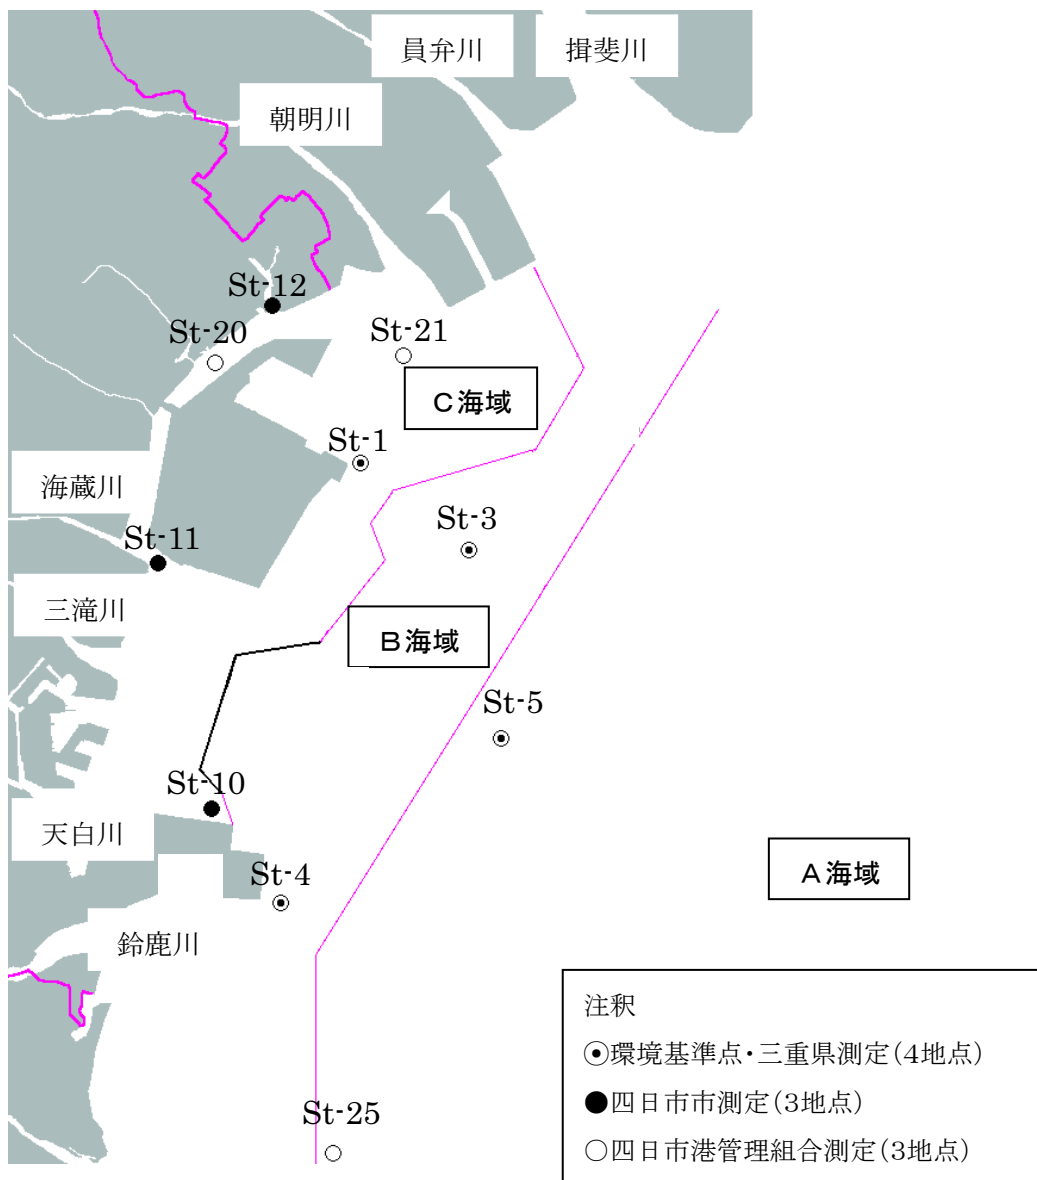 員弁川
揖斐川
朝明川
St-12
St-20
St-21
C海域
St-1
海蔵川
St-3
St-11
三滝川
B海域
St-5
St-10
天白川
A海域
St-4
鈴鹿川
注釈
◉環境基準点・三重県測定(4地点)
●四日市市測定(3地点)
St-25
○四日市港管理組合測定(3地点)